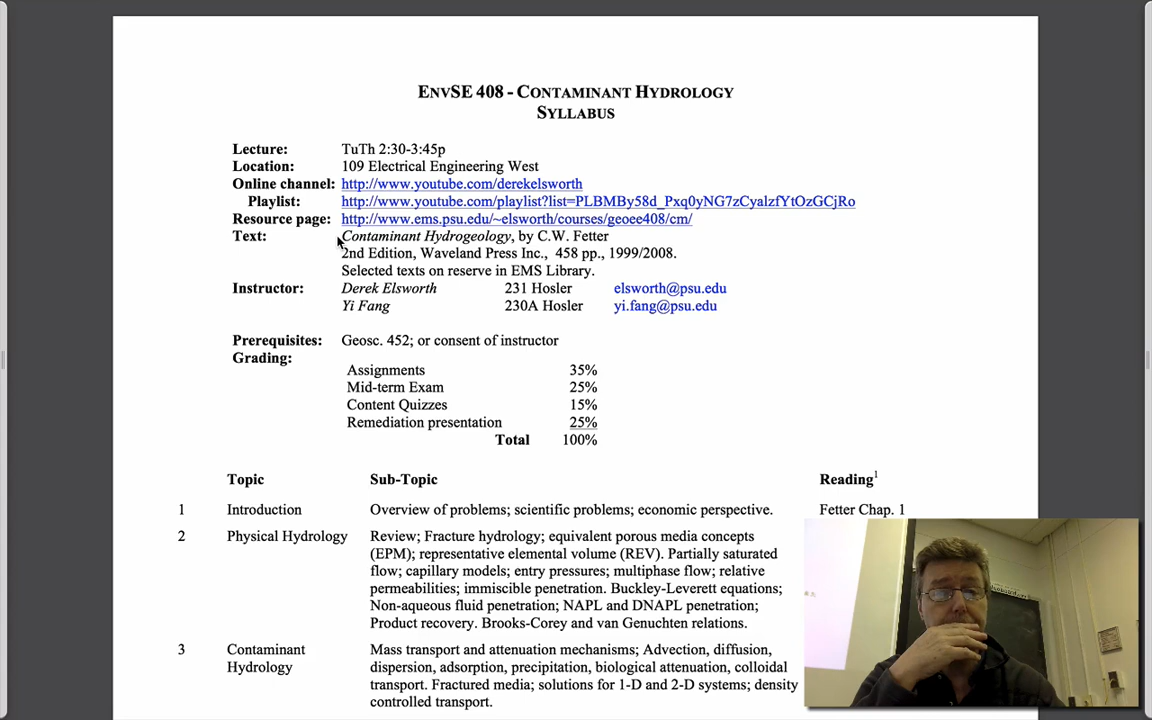 ENVSE 408 - CONTAMINANT HYDROLOGY
SYLLABUS
Lecture: TuTh 2:30-3:45p
Location: 109 Electrical Engineering West
Online channel: http://www.youtube.com/derekelsworth
Playlist: http://www.youtube.com/playlist?list=PLBMBy58d_Pxq0yNG7zCyalzfYtOzGCjRo
Resource page: http://www.ems.psu.edu/~elsworth/courses/geoee408/cm/
Text: Contaminant Hydrogeology, by C.W. Fetter
2nd Edition, Waveland Press Inc., 458 pp., 1999/2008.
Selected texts on reserve in EMS Library.
Instructor: Derek Elsworth 231 Hosler elsworth@psu.edu
Yi Fang 230A Hosler yi.fang@psu.edu
Prerequisites: Geosc. 452; or consent of instructor
Grading:
Assignments 35%
Mid-term Exam 25%
Content Quizzes 15%
Remediation presentation 25%
Total 100%
Topic Sub-Topic Reading1
1 Introduction Overview of problems; scientific problems; economic perspective. Fetter Chap. 1
2 Physical Hydrology Review; Fracture hydrology; equivalent porous media concepts
(EPM); representative elemental volume (REV). Partially saturated
flow; capillary models; entry pressures; multiphase flow; relative
permeabilities; immiscible penetration. Buckley-Leverett equations;
Non-aqueous fluid penetration; NAPL and DNAPL penetration;
Product recovery. Brooks-Corey and van Genuchten relations.
3 Contaminant Mass transport and attenuation mechanisms; Advection, diffusion,
Hydrology dispersion, adsorption, precipitation, biological attenuation, colloidal
transport. Fractured media; solutions for 1-D and 2-D systems; density
controlled transport.